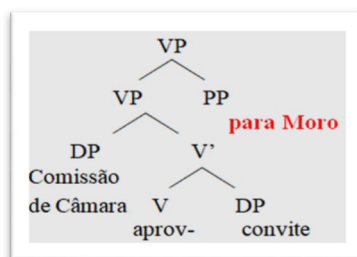 VP
VP PP
para Moro
DP V'
Comissão
de Câmara V DP
aprov- convite